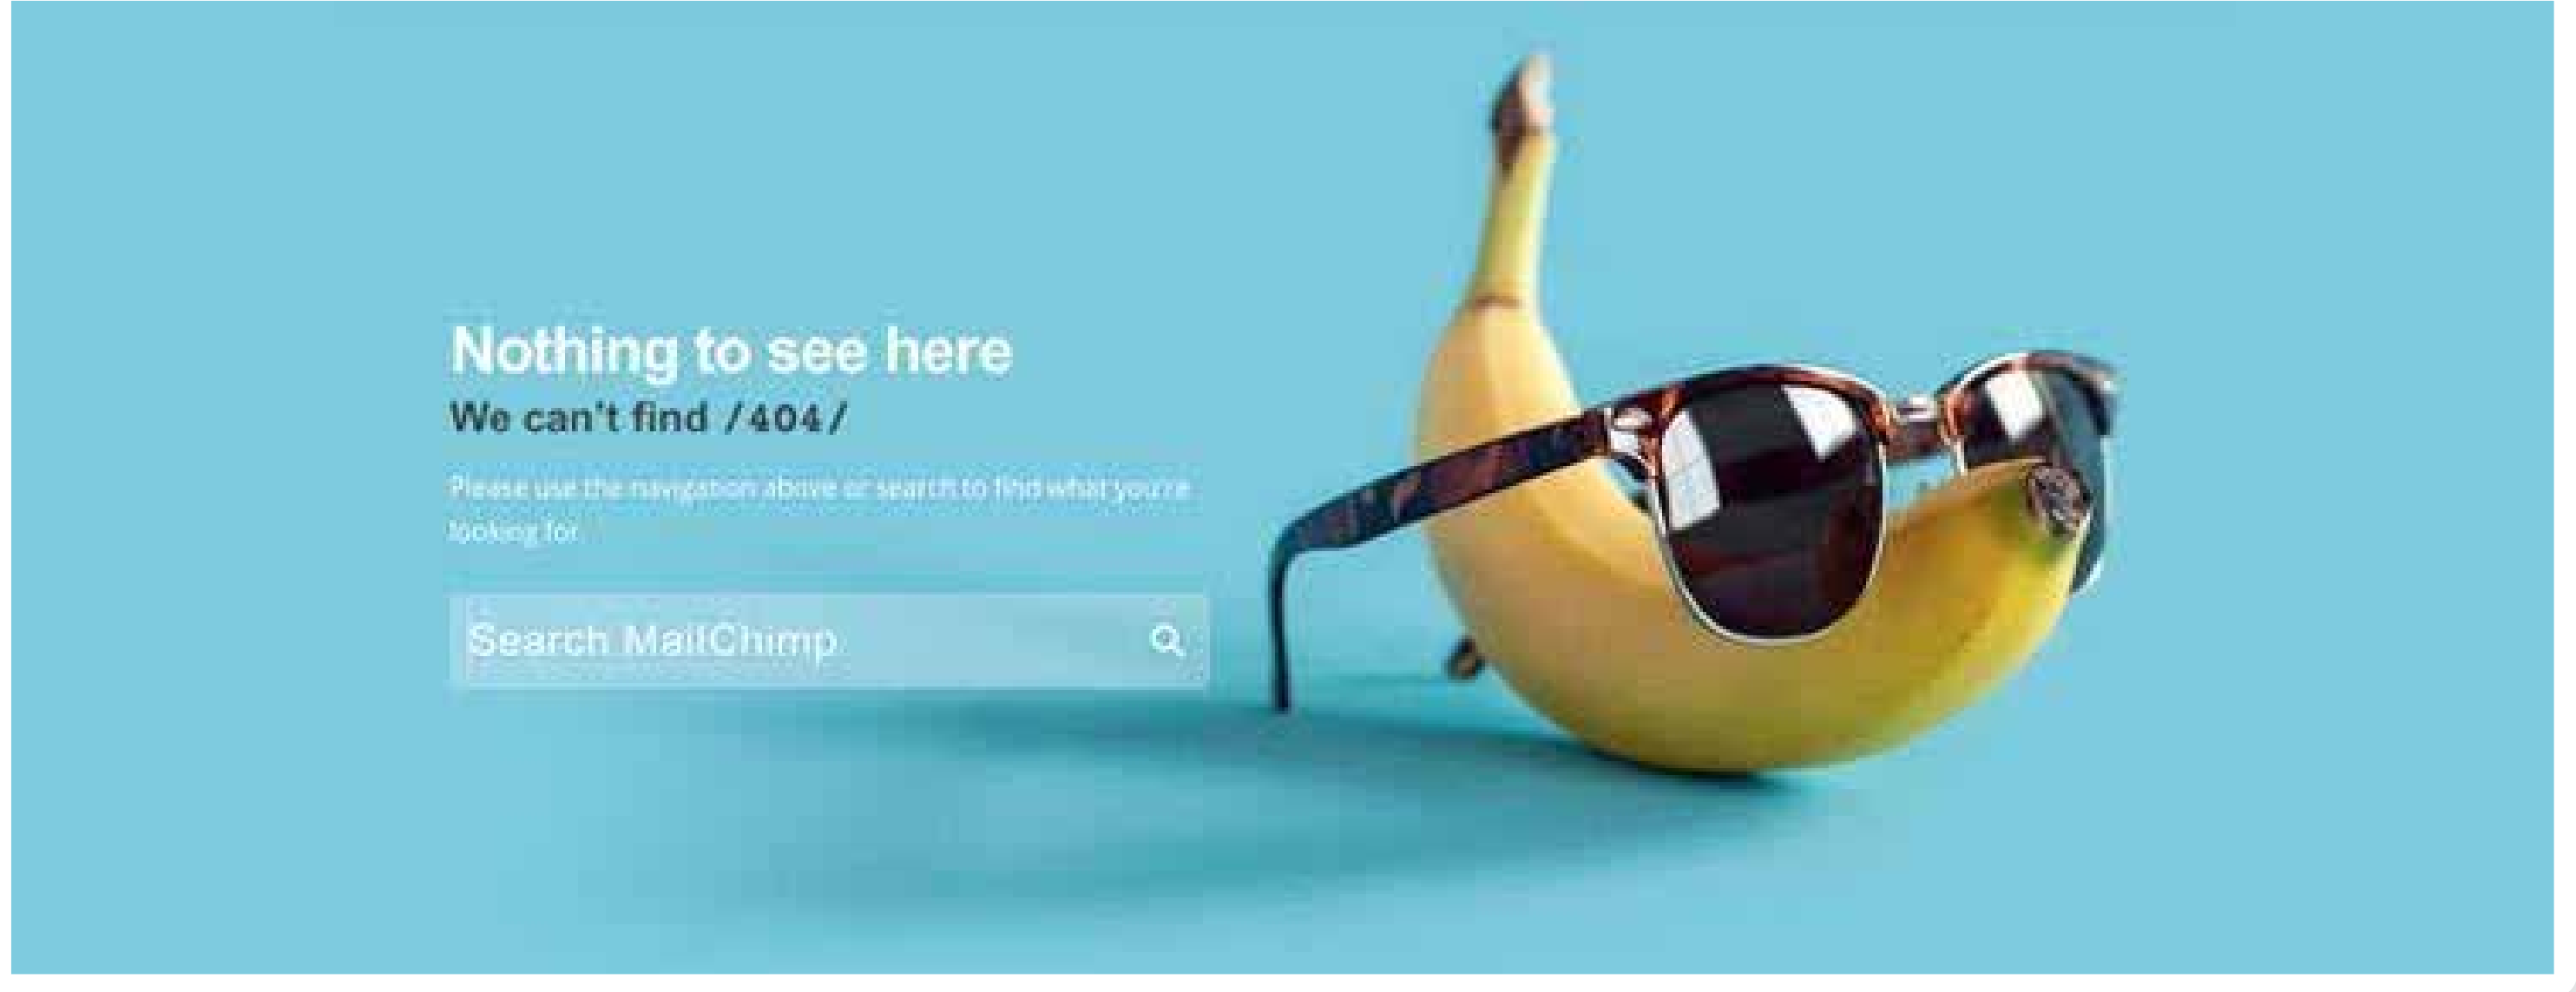 Nothing to see here
We can't find /404/
Please use the navigation above or search to find what you're
looking for
Search MailChimp